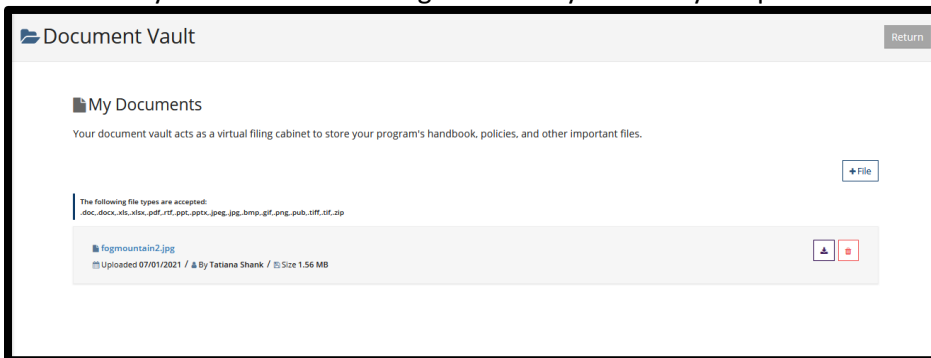 Document Vault
Return
My Documents
Your document vault acts as a virtual filing cabinet to store your program's handbook, policies, and other important files.
+File
The following file types are accepted:
.doc,.docx,.xls,.xlsx,.pdf,.rtf,.ppt,.pptx,.jpeg,.jpg,.bmp,.gif,.png,.pub,.tiff,.tif,.zip
fogmountain2.jpg
Uploaded 07/01/2021 / By Tatiana Shank / Size 1.56 MB